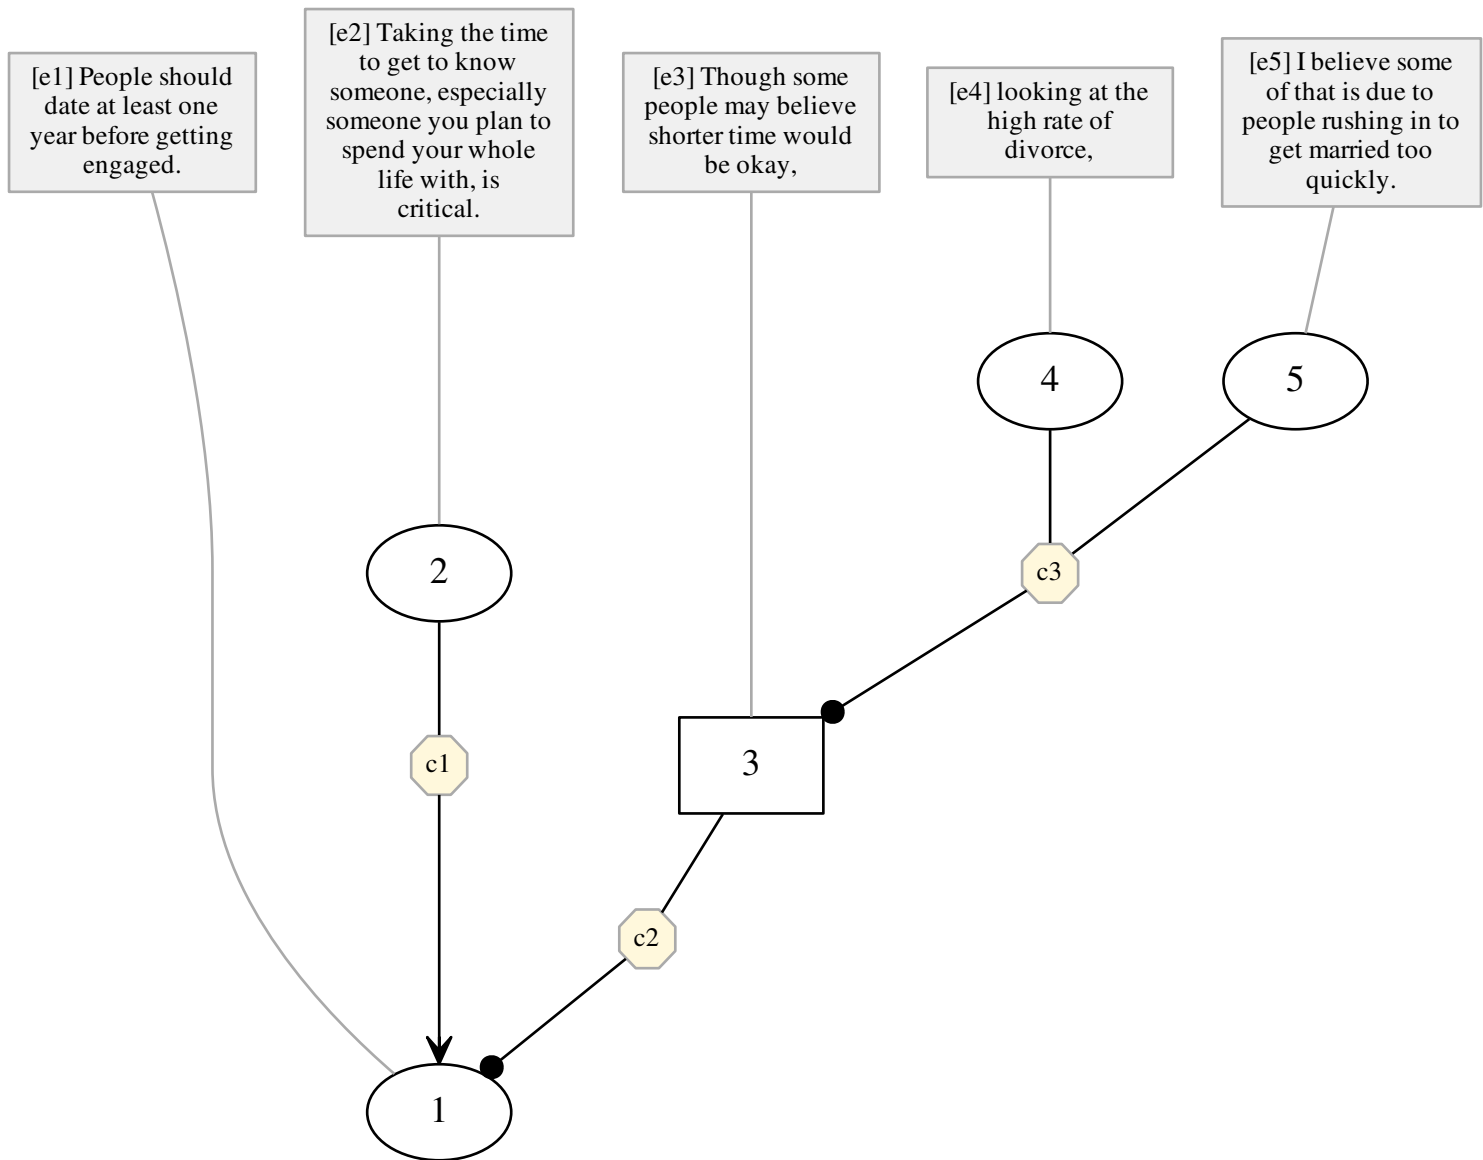 [e1] People should
date at least one
year before getting
engaged.
[e2] Taking the time
to get to know
someone, especially
someone you plan to
spend your whole
life with, is
critical.
[e3] Though some
people may believe
shorter time would
be okay,
[e4] looking at the
high rate of
divorce,
[e5] I believe some
of that is due to
people rushing in to
get married too
quickly.
4
5
2
c3
c1
3
c2
1